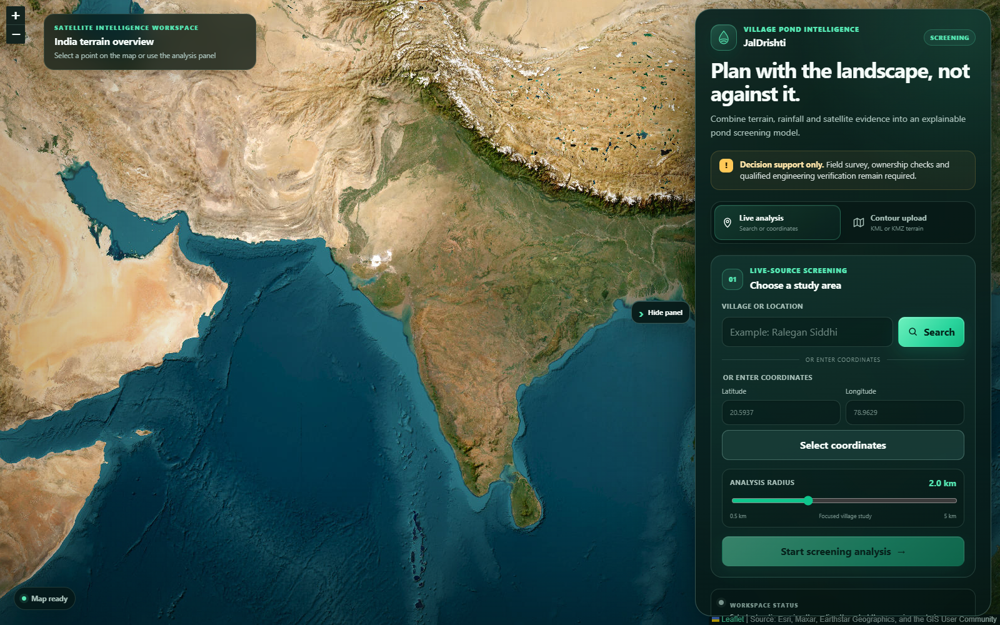 +
−
SATELLITE INTELLIGENCE WORKSPACE
India terrain overview
Select a point on the map or use the analysis panel
VILLAGE POND INTELLIGENCE
JalDrishti
SCREENING
Plan with the landscape, not
against it.
Combine terrain, rainfall and satellite evidence into an explainable
pond screening model.
! Decision support only. Field survey, ownership checks and
qualified engineering verification remain required.
Live analysis
Search or coordinates
Contour upload
KML or KMZ terrain
01
LIVE-SOURCE SCREENING
Choose a study area
VILLAGE OR LOCATION
Example: Ralegan Siddhi
Search
OR ENTER COORDINATES
OR ENTER COORDINATES
Latitude
Longitude
20.5937
78.9629
Select coordinates
ANALYSIS RADIUS
2.0 km
0.5 km
Focused village study
5 km
Start screening analysis →
WORKSPACE STATUS
› Hide panel
Map ready
Leaflet | Source: Esri, Maxar, Earthstar Geographics, and the GIS User Community